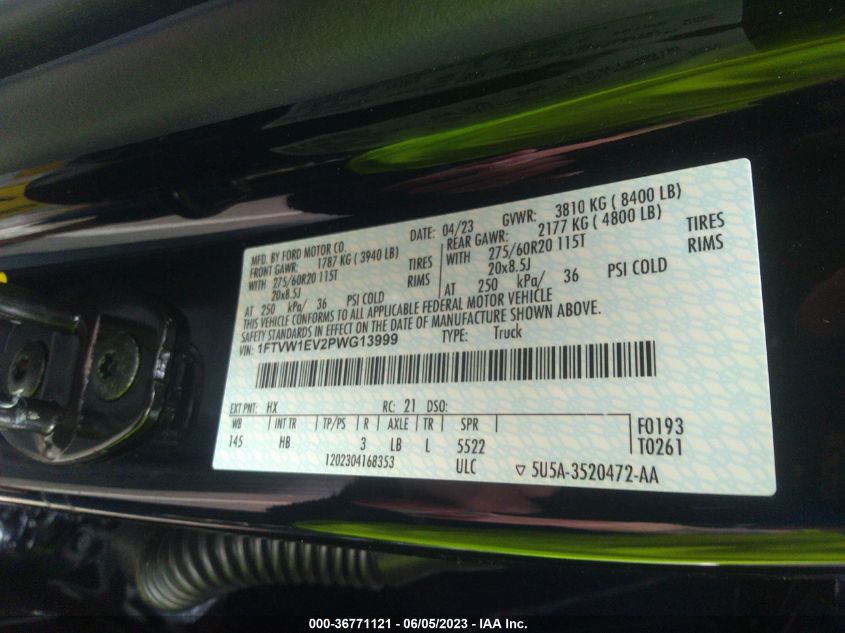 MFD. BY FORD MOTOR CO. DATE: 04/23 GVWR: 3810 KG ( 8400 LB)
FRONT GAWR: 1787 KG ( 3940 LB) REAR GAWR: 2177 KG ( 4800 LB)
WITH 275/60R20 115T TIRES WITH 275/60R20 115T TIRES
20x8.5J RIMS 20x8.5J RIMS
AT 250 kPa/ 36 PSI COLD AT 250 kPa/ 36 PSI COLD
THIS VEHICLE CONFORMS TO ALL APPLICABLE FEDERAL MOTOR VEHICLE
SAFETY STANDARDS IN EFFECT ON THE DATE OF MANUFACTURE SHOWN ABOVE.
VIN: 1FTVW1EV2PWG13999 TYPE: Truck
EXT PNT: HX RC: 21 DSO:
WB INT TR TP/PS R AXLE TR SPR F0193
145 HB 3 LB L 5522 T0261
1202304168353 ULC 5U5A-3520472-AA
000-36771121 - 06/05/2023 - IAA Inc.